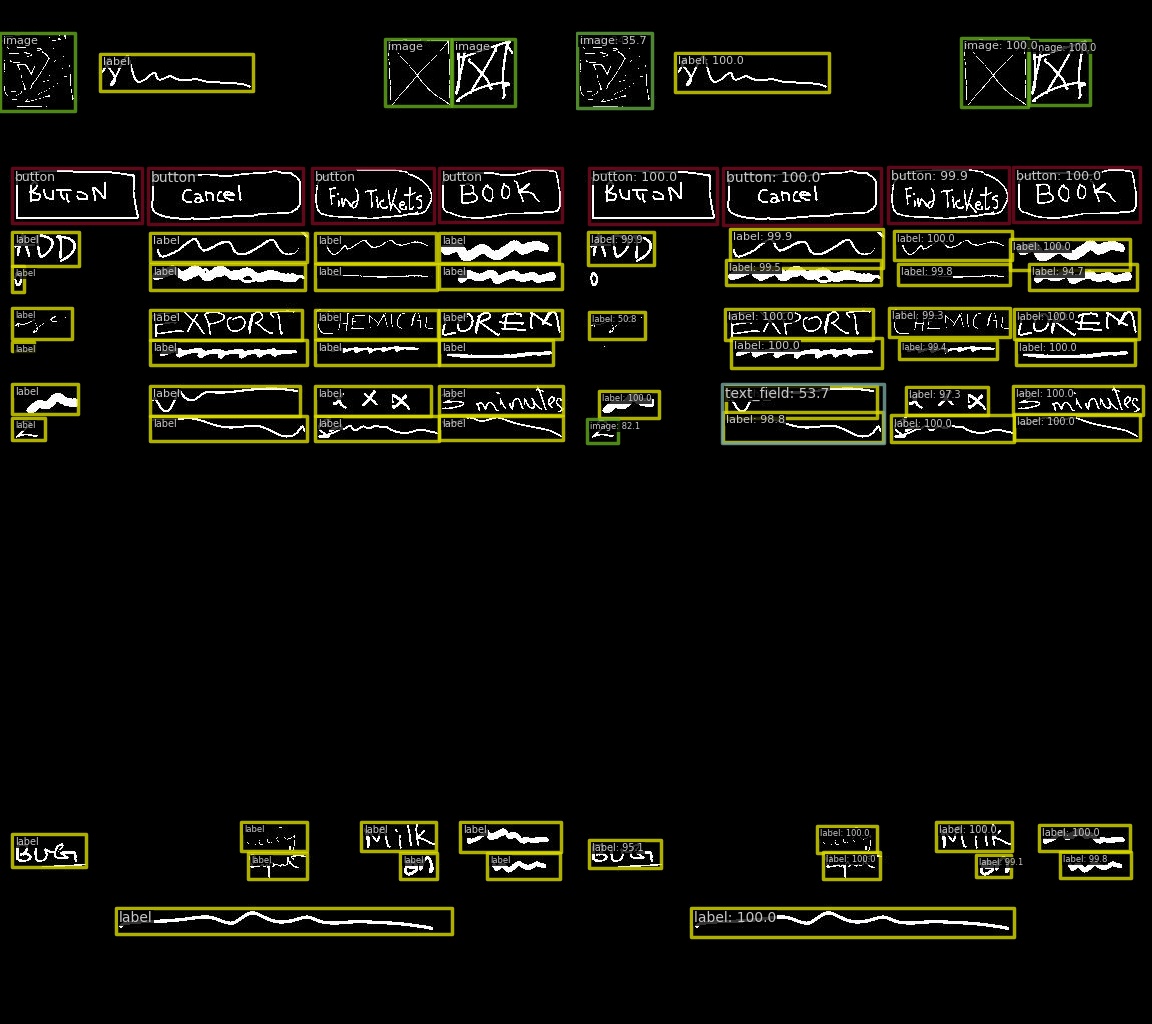 image image: 35.7
label label: 100.0
image image image: 100.0 image: 100.0
button button button button button: 100.0 button: 100.0 button: 99.9 button: 100.0
BUTTON Cancel Find Tickets BOOK BUTTON Cancel Find Tickets BOOK
label label label label label: 99.9 label: 99.9 label: 100.0 label: 100.0
label label label label label: 99.5 label: 99.8 label: 94.7
label label label label label: 50.8 label: 100.0 label: 99.3 label: 100.0
EXPORT CHEMICAL LOREM EXPORT CHEMICAL LOREM
label label label label label: 100.0 label: 99.4 label: 100.0
label label label label label: 100.0 text_field: 53.7 label: 97.3 label: 100.0
minutes minutes
label label label label image: 82.1 label: 98.8 label: 100.0 label: 100.0
label label label label label: 95.1 label: 100.0 label: 100.0 label: 100.0
BUG Milk BUG Milk
label label label label: 100.0 label: 99.1 label: 99.8
label label: 100.0